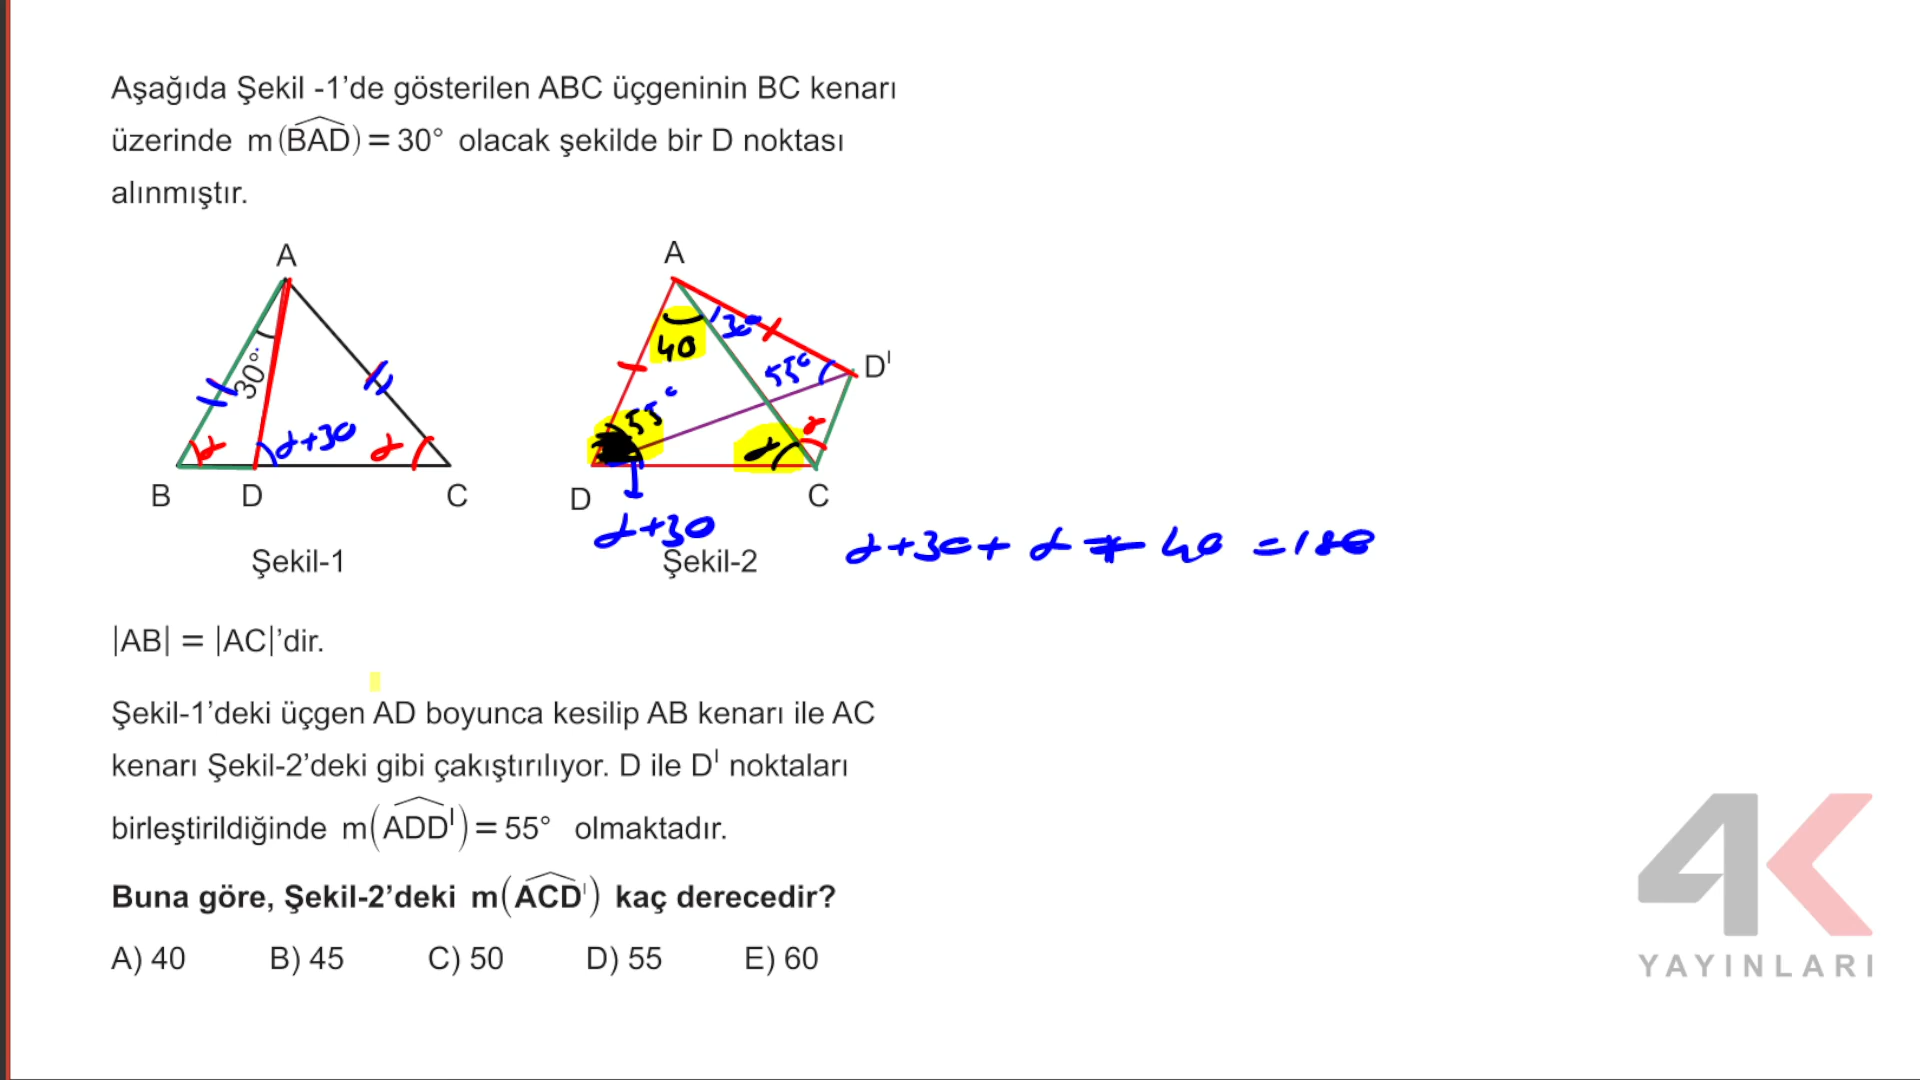 Aşağıda Şekil -1’de gösterilen ABC üçgeninin BC kenarı
üzerinde m(BAD) = 30° olacak şekilde bir D noktası
alınmıştır.
A
30°
α
α+30
α
B
D
C
Şekil-1
A
40
30
55°
D'
55°
α
α
D
C
α+30
Şekil-2
α+30+ α + 40 =180
|AB| = |AC|’dir.
Şekil-1’deki üçgen AD boyunca kesilip AB kenarı ile AC
kenarı Şekil-2’deki gibi çakıştırılıyor. D ile D' noktaları
birleştirildiğinde m(ADD') = 55° olmaktadır.
Buna göre, Şekil-2’deki m(ACD') kaç derecedir?
A) 40 B) 45 C) 50 D) 55 E) 60
4K
YAYINLARI